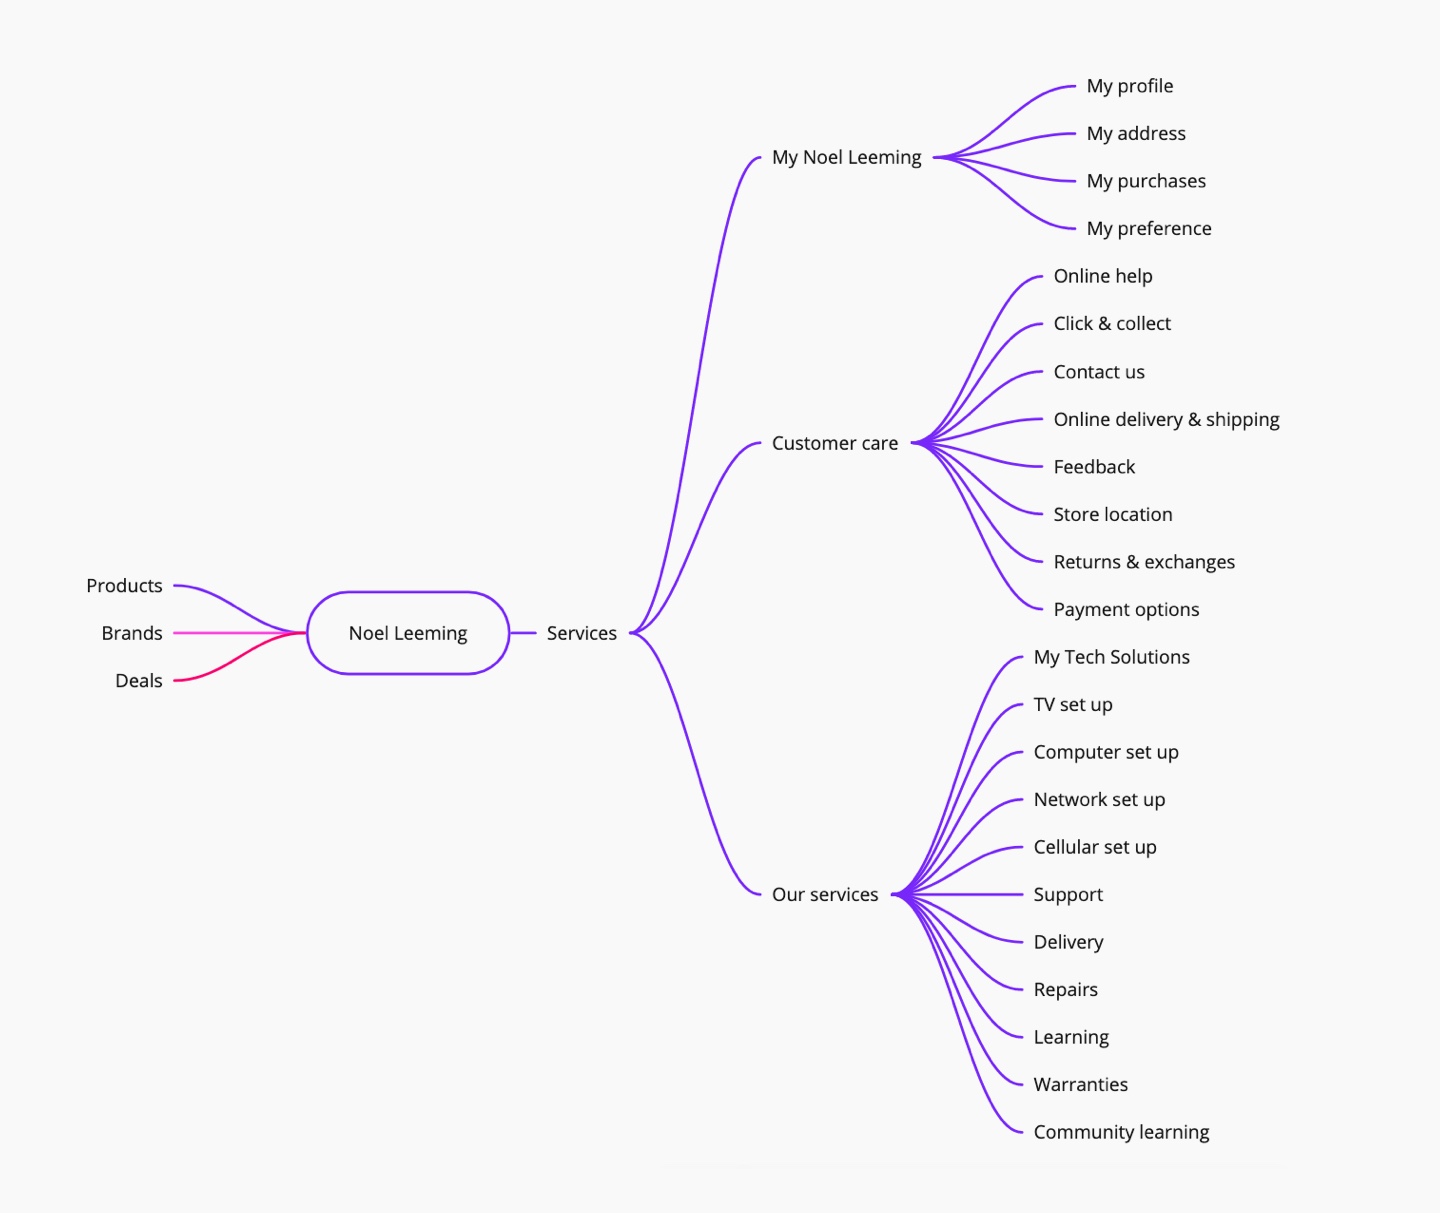 Products
Brands
Deals
Noel Leeming
Services
My Noel Leeming
My profile
My address
My purchases
My preference
Customer care
Online help
Click & collect
Contact us
Online delivery & shipping
Feedback
Store location
Returns & exchanges
Payment options
Our services
My Tech Solutions
TV set up
Computer set up
Network set up
Cellular set up
Support
Delivery
Repairs
Learning
Warranties
Community learning